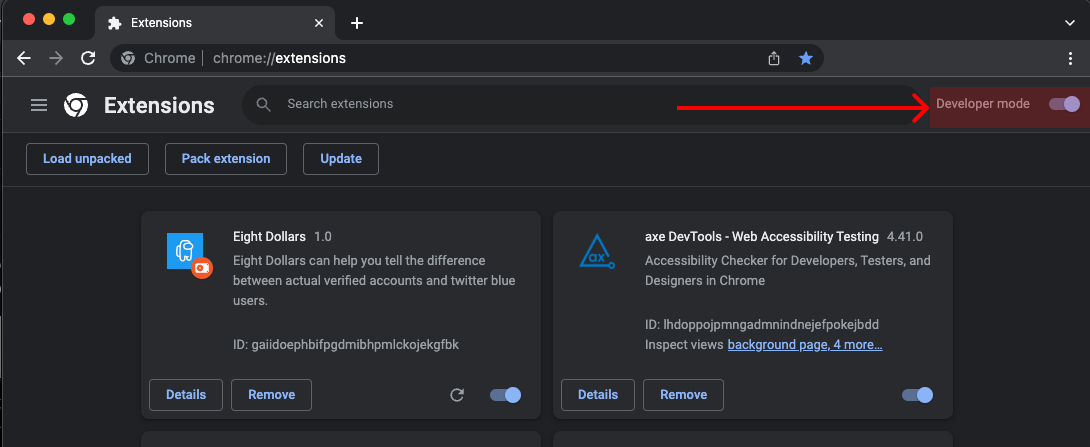 Extensions
Chrome | chrome://extensions
Extensions
Search extensions
Developer mode
Load unpacked
Pack extension
Update
Eight Dollars 1.0
Eight Dollars can help you tell the difference
between actual verified accounts and twitter blue
users.
ID: gaiidoephbifpgdmibhpmlckojekgfbk
Details
Remove
ax
axe DevTools - Web Accessibility Testing 4.41.0
Accessibility Checker for Developers, Testers, and
Designers in Chrome
ID: lhdoppojpmngadmnindnejefpokejbdd
Inspect views background page, 4 more…
Details
Remove